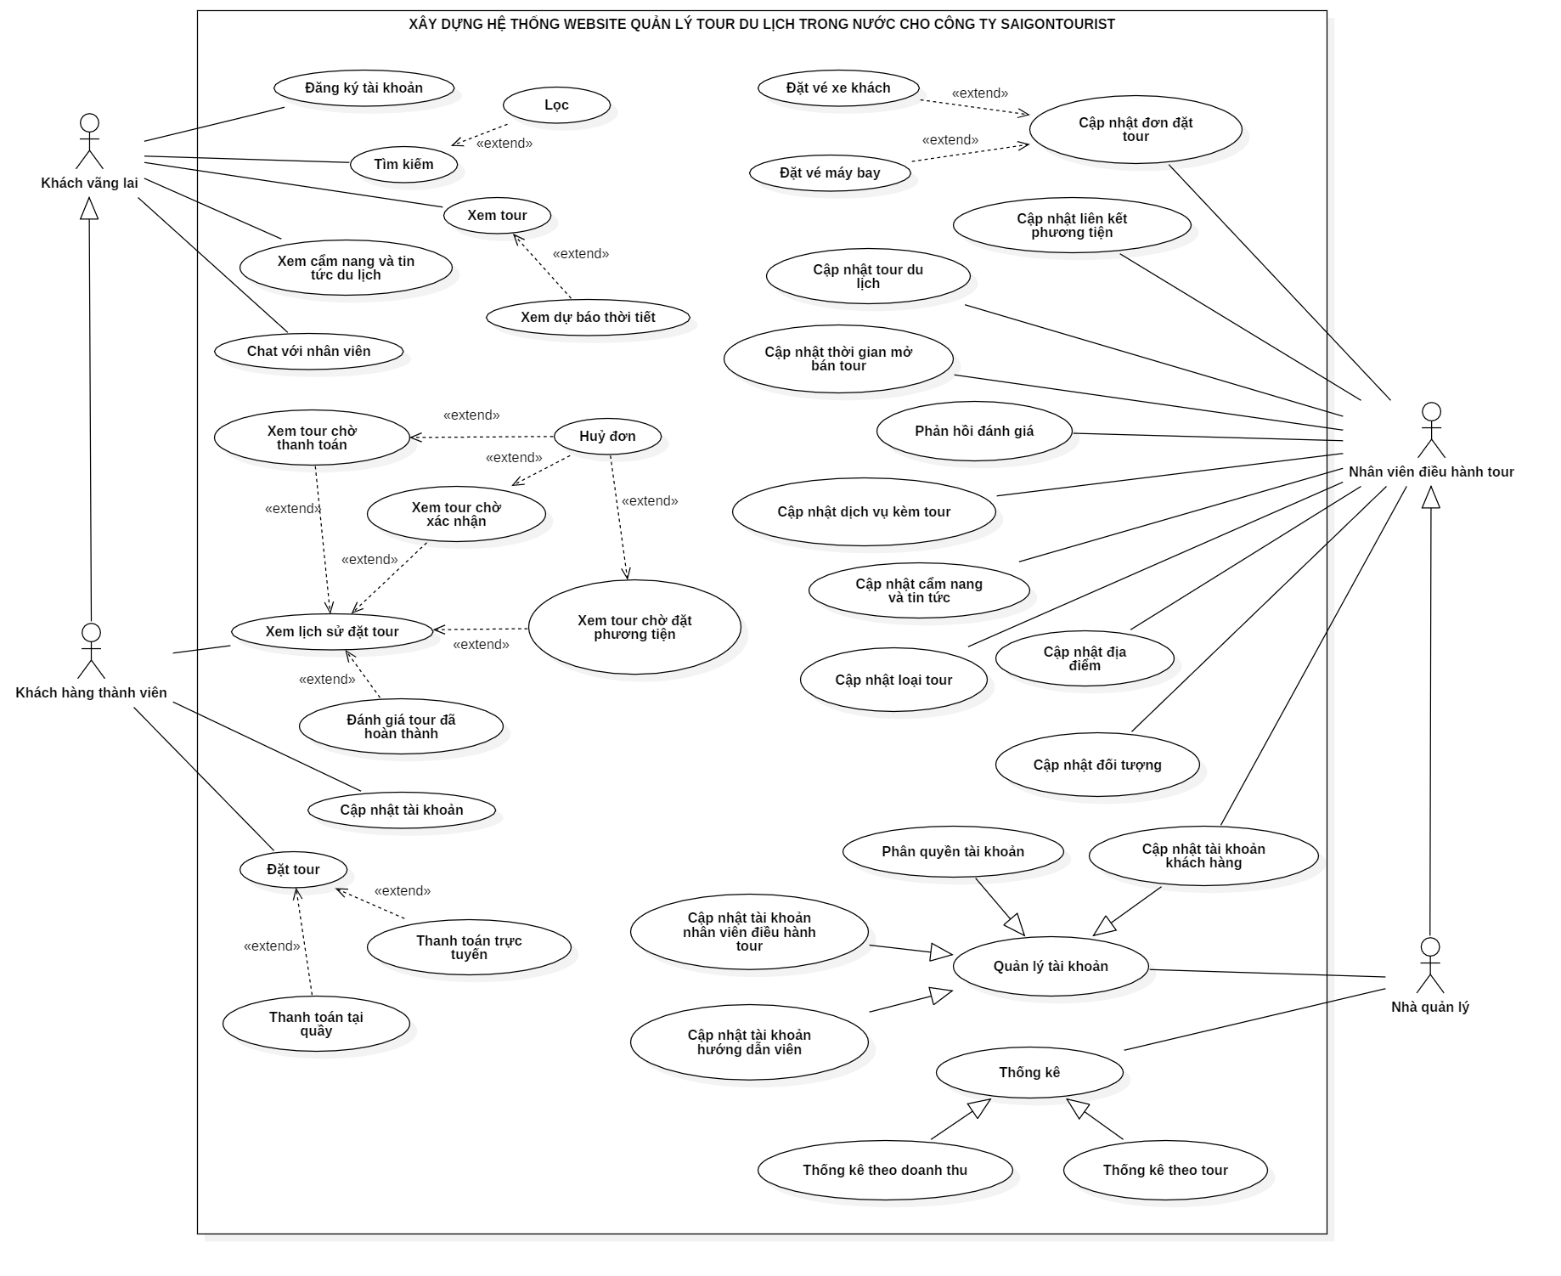 XÂY DỰNG HỆ THỐNG WEBSITE QUẢN LÝ TOUR DU LỊCH TRONG NƯỚC CHO CÔNG TY SAIGONTOURIST
Khách vãng lai
Đăng ký tài khoản
Lọc
«extend»
Tìm kiếm
Xem tour
«extend»
Xem cẩm nang và tin
tức du lịch
Xem dự báo thời tiết
Chat với nhân viên
Xem tour chờ
thanh toán
«extend»
Huỷ đơn
«extend»
«extend»
Xem tour chờ
xác nhận
«extend»
«extend»
Xem lịch sử đặt tour
Xem tour chờ đặt
phương tiện
«extend»
Khách hàng thành viên
«extend»
Đánh giá tour đã
hoàn thành
Cập nhật tài khoản
Đặt tour
«extend»
Thanh toán trực
tuyến
«extend»
Thanh toán tại
quầy
Đặt vé xe khách
«extend»
Cập nhật đơn đặt
tour
«extend»
Đặt vé máy bay
Cập nhật liên kết
phương tiện
Cập nhật tour du
lịch
Cập nhật thời gian mở
bán tour
Phản hồi đánh giá
Nhân viên điều hành tour
Cập nhật dịch vụ kèm tour
Cập nhật cẩm nang
và tin tức
Cập nhật địa
điểm
Cập nhật loại tour
Cập nhật đối tượng
Phân quyền tài khoản
Cập nhật tài khoản
khách hàng
Cập nhật tài khoản
nhân viên điều hành
tour
Quản lý tài khoản
Nhà quản lý
Cập nhật tài khoản
hướng dẫn viên
Thống kê
Thống kê theo doanh thu
Thống kê theo tour